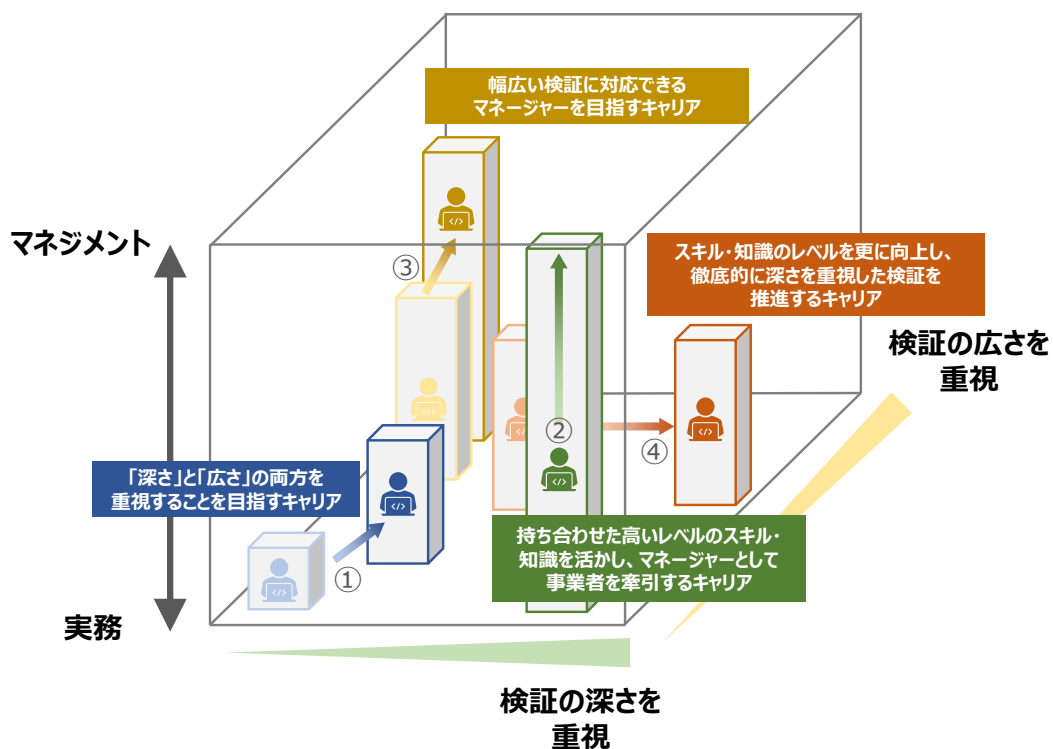 幅広い検証に対応できる
マネージャーを目指すキャリア
マネジメント
③
スキル・知識のレベルを更に向上し、
徹底的に深さを重視した検証を
推進するキャリア
検証の広さを
重視
②
④
「深さ」と「広さ」の両方を
重視することを目指すキャリア
①
持ち合わせた高いレベルのスキル・
知識を活かし、マネージャーとして
事業者を牽引するキャリア
実務
検証の深さを
重視